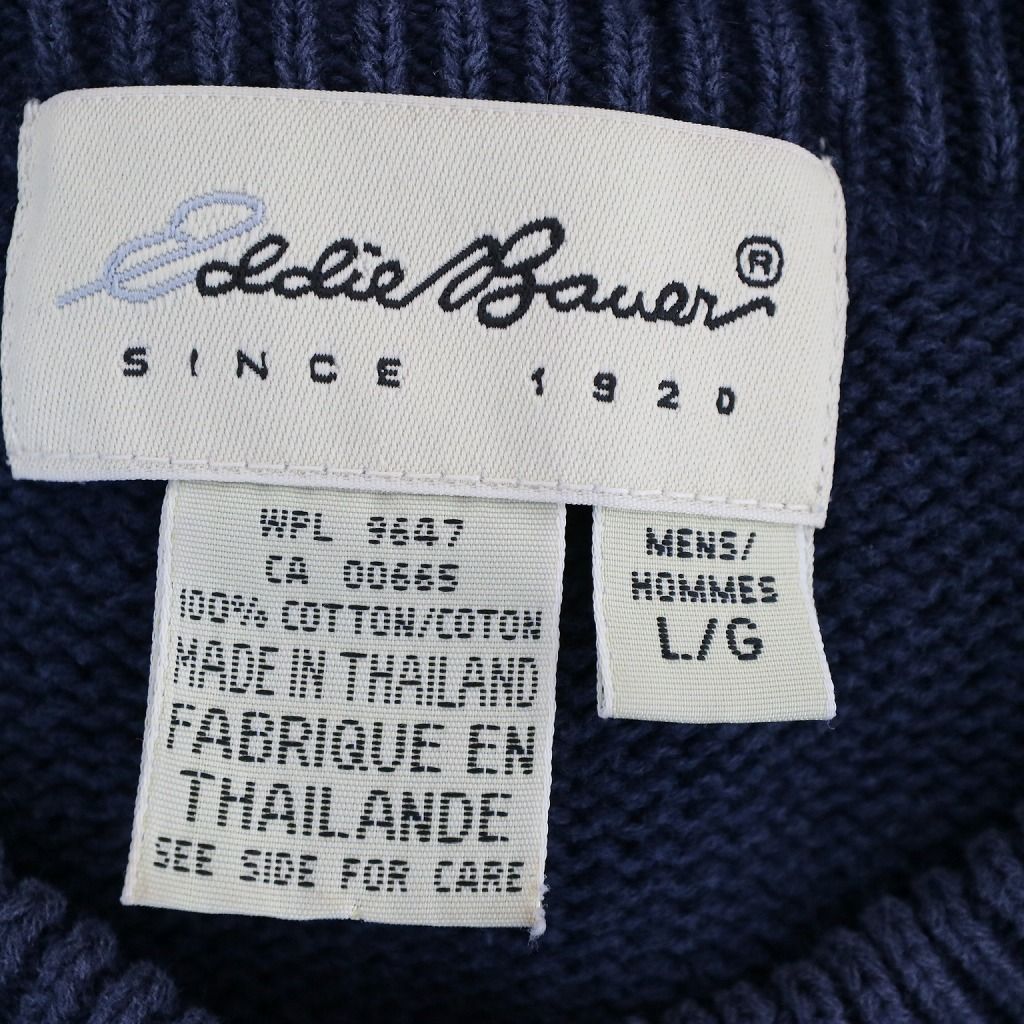 Eddie Bauer®
SINCE 1920
WPL 9647
CA 00665
100% COTTON/COTON
MADE IN THAILAND
FABRIQUE EN
THAILANDE
SEE SIDE FOR CARE
MENS/
HOMMES
L/G